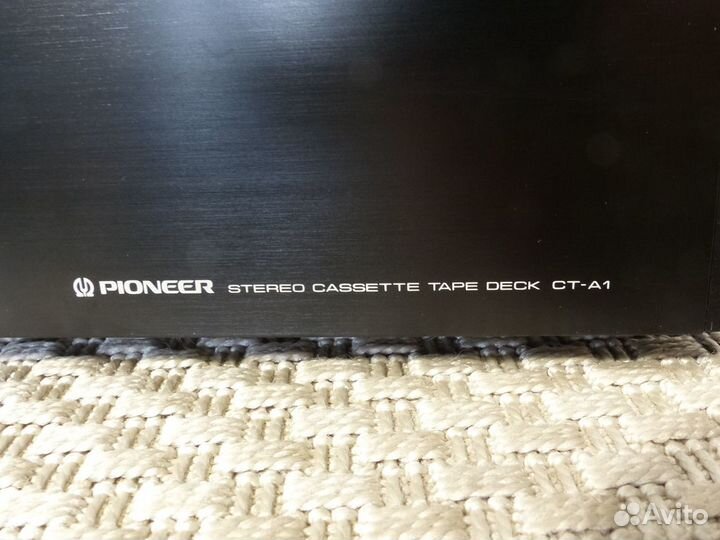 PIONEER STEREO CASSETTE TAPE DECK CT-A1
Avito